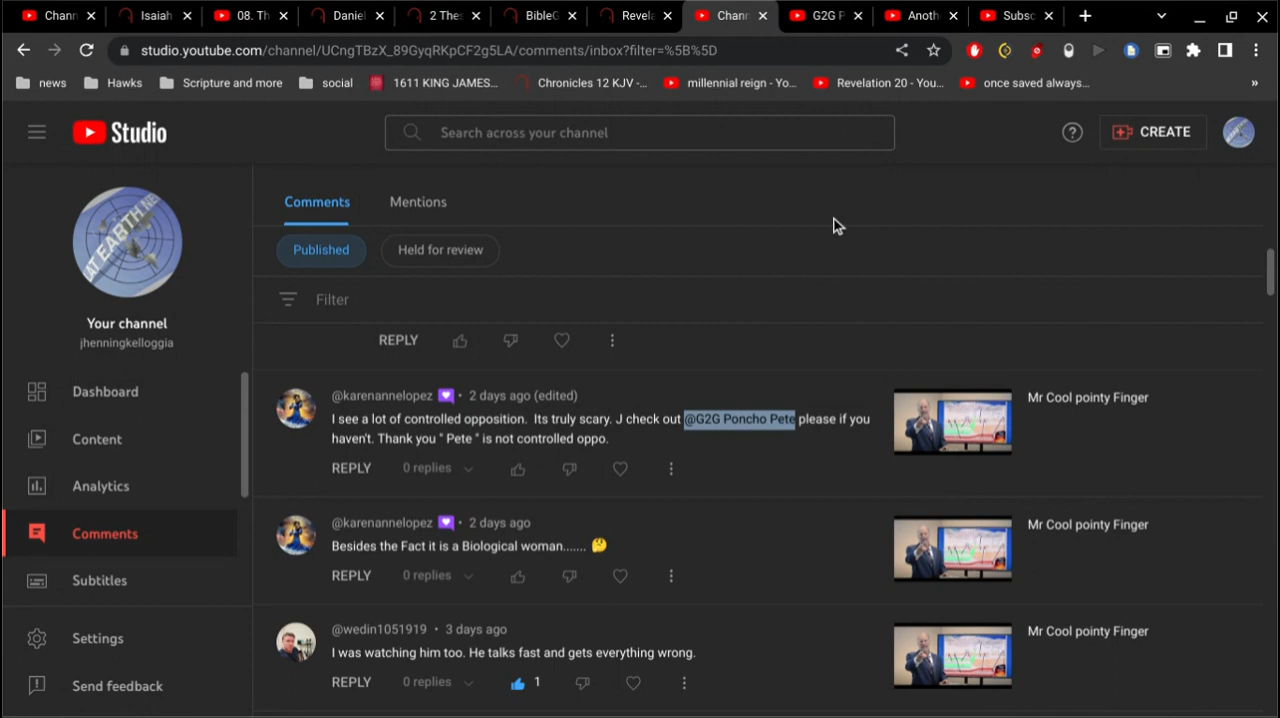 Chann
Isaiah
08. Th
Daniel
2 Thes
BibleG
Revela
Chann
G2G P
Anoth
Subsc
studio.youtube.com/channel/UCngTBzX_89GyqRKpCF2g5LA/comments/inbox?filter=%5B%5D
news
Hawks
Scripture and more
social
1611 KING JAMES...
Chronicles 12 KJV -...
millennial reign - Yo...
Revelation 20 - You...
once saved always...
»
Studio
Search across your channel
CREATE
AT EARTH NE
Your channel
jhenningkelloggia
Dashboard
Content
Analytics
Comments
Subtitles
Settings
Send feedback
Comments
Mentions
Published
Held for review
Filter
REPLY
@karenannelopez • 2 days ago (edited)
I see a lot of controlled opposition. Its truly scary. J check out @G2G Poncho Pete please if you
haven't. Thank you " Pete " is not controlled oppo.
REPLY 0 replies
Mr Cool pointy Finger
@karenannelopez • 2 days ago
Besides the Fact it is a Biological woman....... 🤔
REPLY 0 replies
Mr Cool pointy Finger
@wedin1051919 • 3 days ago
I was watching him too. He talks fast and gets everything wrong.
REPLY 0 replies 1
Mr Cool pointy Finger